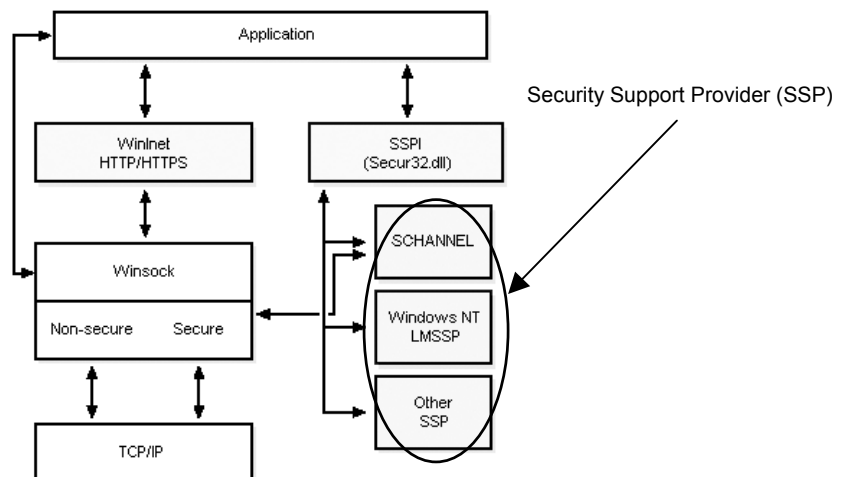 Application
Security Support Provider (SSP)
WinInet
HTTP/HTTPS
SSPI
(Secur32.dll)
SCHANNEL
Winsock
Non-secure Secure
Windows NT
LMSSP
Other
SSP
TCP/IP